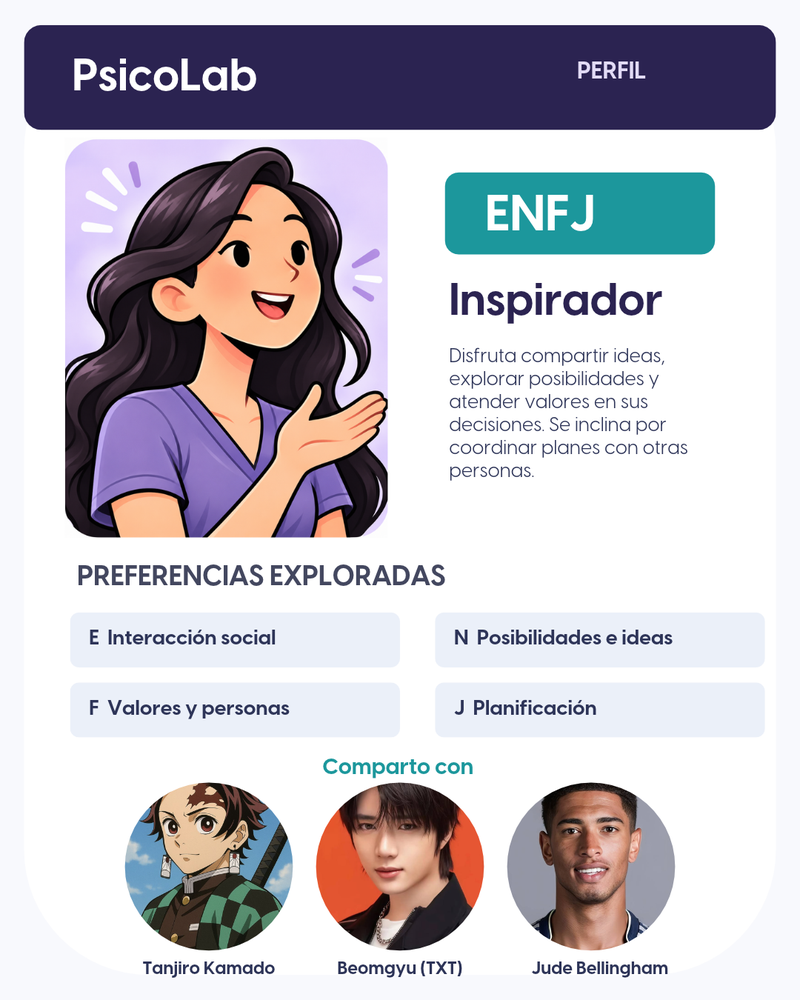 PsicoLab
PERFIL
ENFJ
Inspirador
Disfruta compartir ideas,
explorar posibilidades y
atender valores en sus
decisiones. Se inclina por
coordinar planes con otras
personas.
PREFERENCIAS EXPLORADAS
E Interacción social
N Posibilidades e ideas
F Valores y personas
J Planificación
Comparto con
Tanjiro Kamado
Beomgyu (TXT)
Jude Bellingham